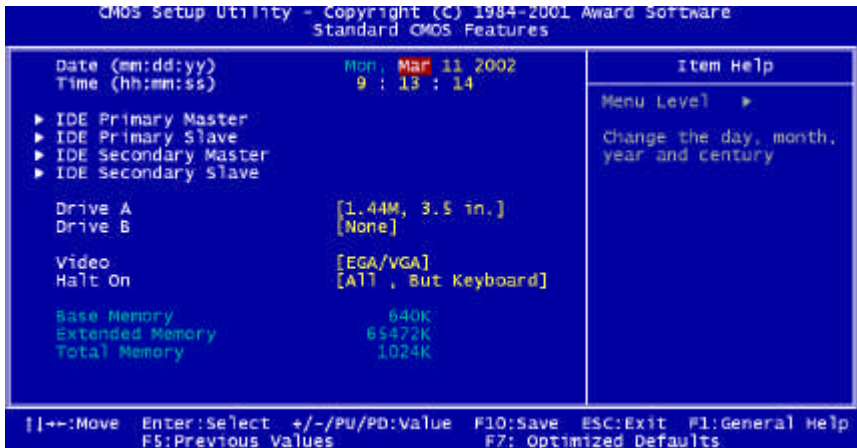 CMOS Setup Utility - Copyright (C) 1984-2001 Award Software
Standard CMOS Features
Date (mm:dd:yy) Mon, Mar 11 2002
Time (hh:mm:ss) 9 : 13 : 14
▶ IDE Primary Master
▶ IDE Primary Slave
▶ IDE Secondary Master
▶ IDE Secondary Slave
Drive A [1.44M, 3.5 in.]
Drive B [None]
Video [EGA/VGA]
Halt On [All , But Keyboard]
Base Memory 640K
Extended Memory 65472K
Total Memory 1024K
Item Help
Menu Level ▶
Change the day, month,
year and century
↑↓→←:Move Enter:Select +/-/PU/PD:Value F10:Save ESC:Exit F1:General Help
F5:Previous Values F7: Optimized Defaults